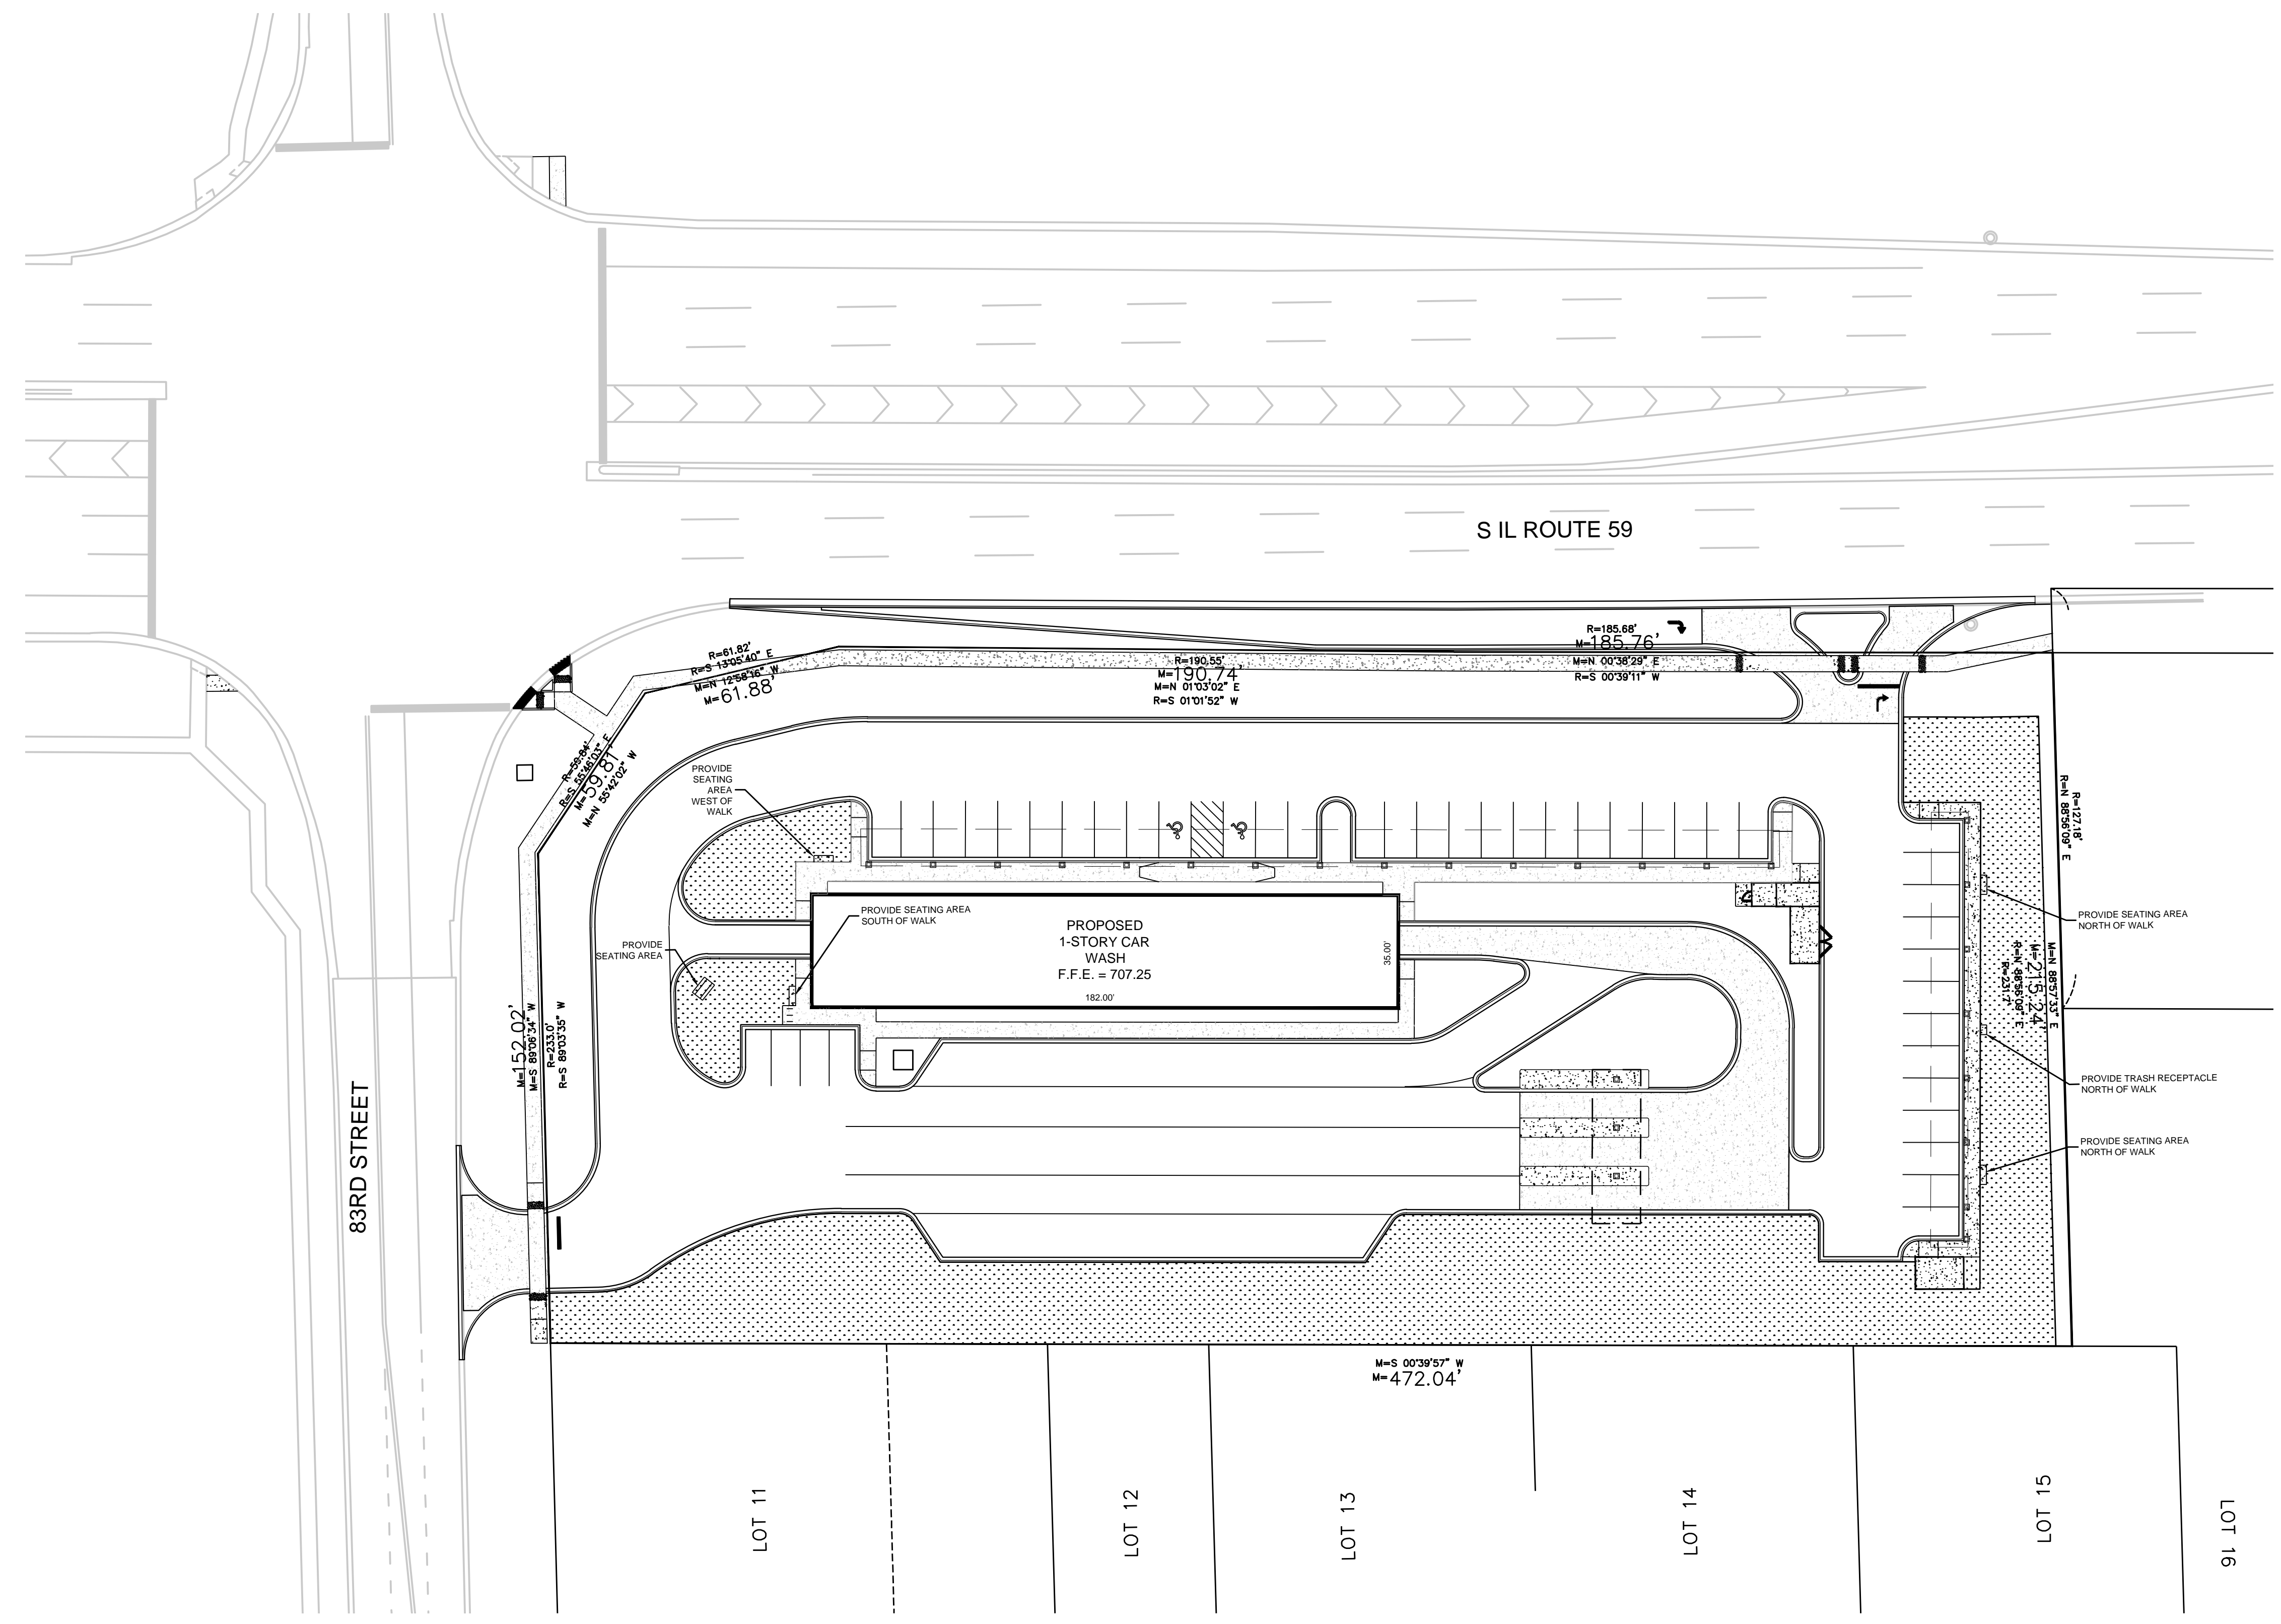 S IL ROUTE 59
R=61.82'
R=S 13°05'40" E
M=N 12°58'16" W
M=61.88'
R=190.55'
M=190.74'
M=N 01°03'02" E
R=S 01°01'52" W
R=185.68'
M=185.76'
M=N 00°38'29" E
R=S 00°39'11" W
R=59.84'
R=S 55°46'03" E
M=59.81'
M=N 55°42'02" W
PROVIDE
SEATING
AREA
WEST OF
WALK
R=127.18'
R=N 88°56'09" E
PROVIDE SEATING AREA
SOUTH OF WALK
PROVIDE
SEATING AREA
PROPOSED
1-STORY CAR
WASH
F.F.E. = 707.25
182.00'
35.00'
PROVIDE SEATING AREA
NORTH OF WALK
M=N 88°57'33" E
M=215.24'
R=N 88°56'09" E
R=231.7'
M=152.02'
M=S 89°06'34" W
R=233.0'
R=S 89°03'35" W
PROVIDE TRASH RECEPTACLE
NORTH OF WALK
PROVIDE SEATING AREA
NORTH OF WALK
83RD STREET
M=S 00°39'57" W
M=472.04'
LOT 11
LOT 12
LOT 13
LOT 14
LOT 15
LOT 16